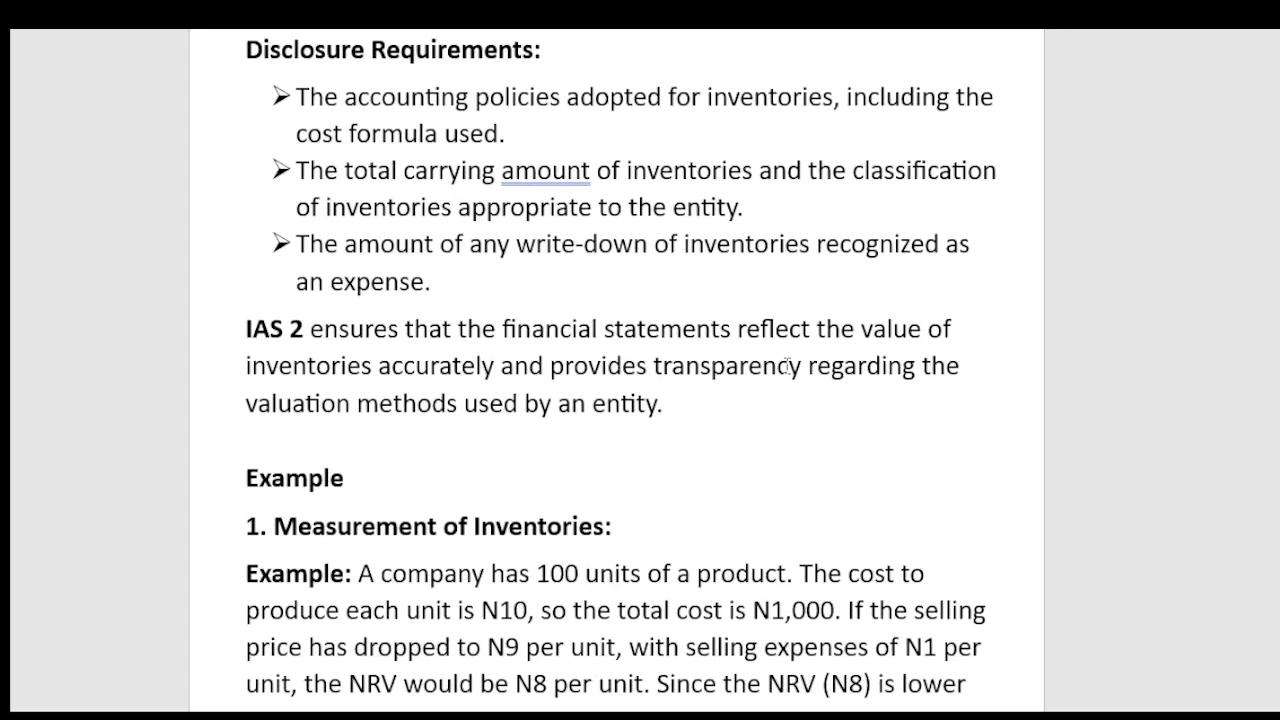 Disclosure Requirements:
➢ The accounting policies adopted for inventories, including the
cost formula used.
➢ The total carrying amount of inventories and the classification
of inventories appropriate to the entity.
➢ The amount of any write-down of inventories recognized as
an expense.
IAS 2 ensures that the financial statements reflect the value of
inventories accurately and provides transparency regarding the
valuation methods used by an entity.
Example
1. Measurement of Inventories:
Example: A company has 100 units of a product. The cost to
produce each unit is N10, so the total cost is N1,000. If the selling
price has dropped to N9 per unit, with selling expenses of N1 per
unit, the NRV would be N8 per unit. Since the NRV (N8) is lower